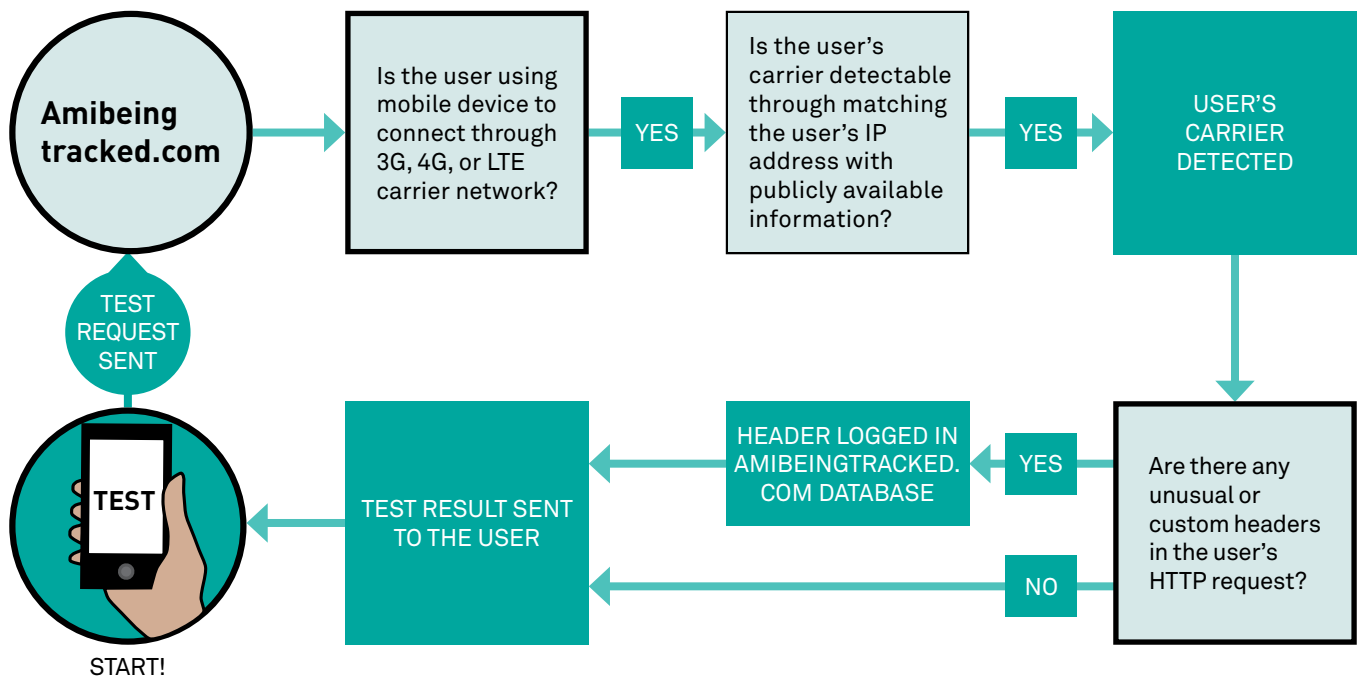 Amibeing
tracked.com
Is the user using
mobile device to
connect through
3G, 4G, or LTE
carrier network?
YES
Is the user's
carrier detectable
through matching
the user's IP
address with
publicly available
information?
YES
USER'S
CARRIER
DETECTED
TEST
REQUEST
SENT
TEST
START!
TEST RESULT SENT
TO THE USER
HEADER LOGGED IN
AMIBEINGTRACKED.
COM DATABASE
YES
NO
Are there any
unusual or
custom headers
in the user's
HTTP request?